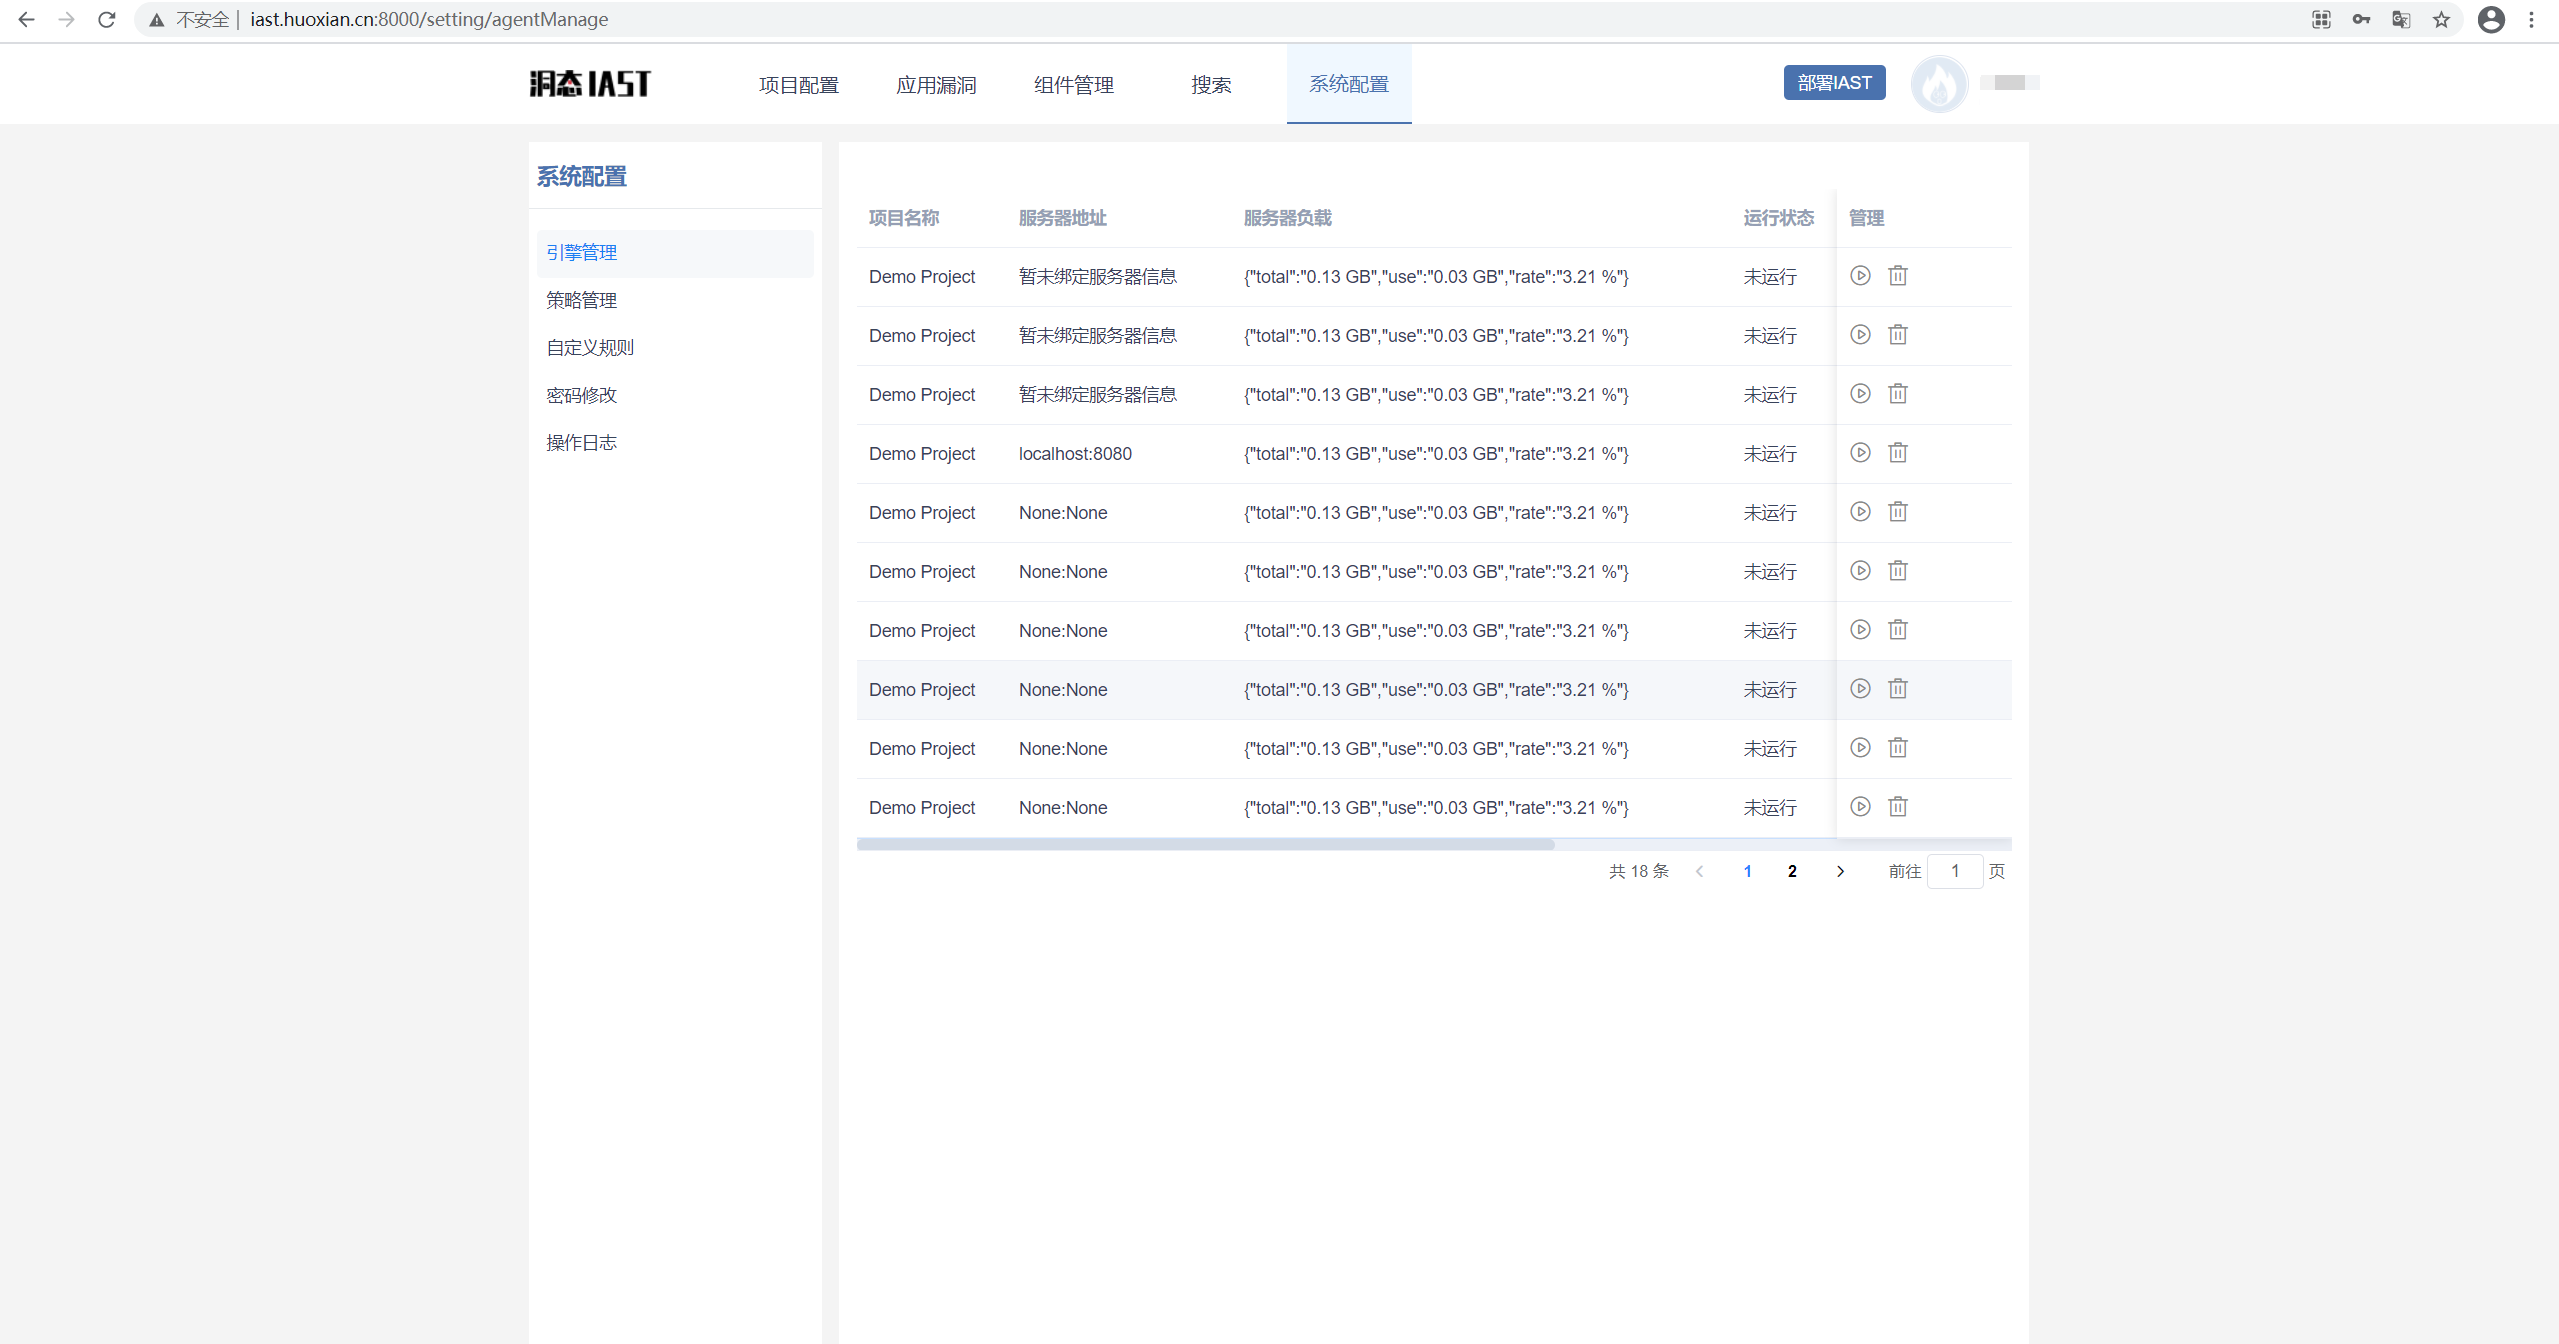 不安全 | iast.huoxian.cn:8000/setting/agentManage
洞态 IAST 项目配置 应用漏洞 组件管理 搜索 系统配置 部署IAST
系统配置
引擎管理
策略管理
自定义规则
密码修改
操作日志
项目名称 服务器地址 服务器负载 运行状态 管理
Demo Project 暂未绑定服务器信息 {"total":"0.13 GB","use":"0.03 GB","rate":"3.21 %"} 未运行
Demo Project 暂未绑定服务器信息 {"total":"0.13 GB","use":"0.03 GB","rate":"3.21 %"} 未运行
Demo Project 暂未绑定服务器信息 {"total":"0.13 GB","use":"0.03 GB","rate":"3.21 %"} 未运行
Demo Project localhost:8080 {"total":"0.13 GB","use":"0.03 GB","rate":"3.21 %"} 未运行
Demo Project None:None {"total":"0.13 GB","use":"0.03 GB","rate":"3.21 %"} 未运行
Demo Project None:None {"total":"0.13 GB","use":"0.03 GB","rate":"3.21 %"} 未运行
Demo Project None:None {"total":"0.13 GB","use":"0.03 GB","rate":"3.21 %"} 未运行
Demo Project None:None {"total":"0.13 GB","use":"0.03 GB","rate":"3.21 %"} 未运行
Demo Project None:None {"total":"0.13 GB","use":"0.03 GB","rate":"3.21 %"} 未运行
Demo Project None:None {"total":"0.13 GB","use":"0.03 GB","rate":"3.21 %"} 未运行
共 18 条 1 2 前往 1 页